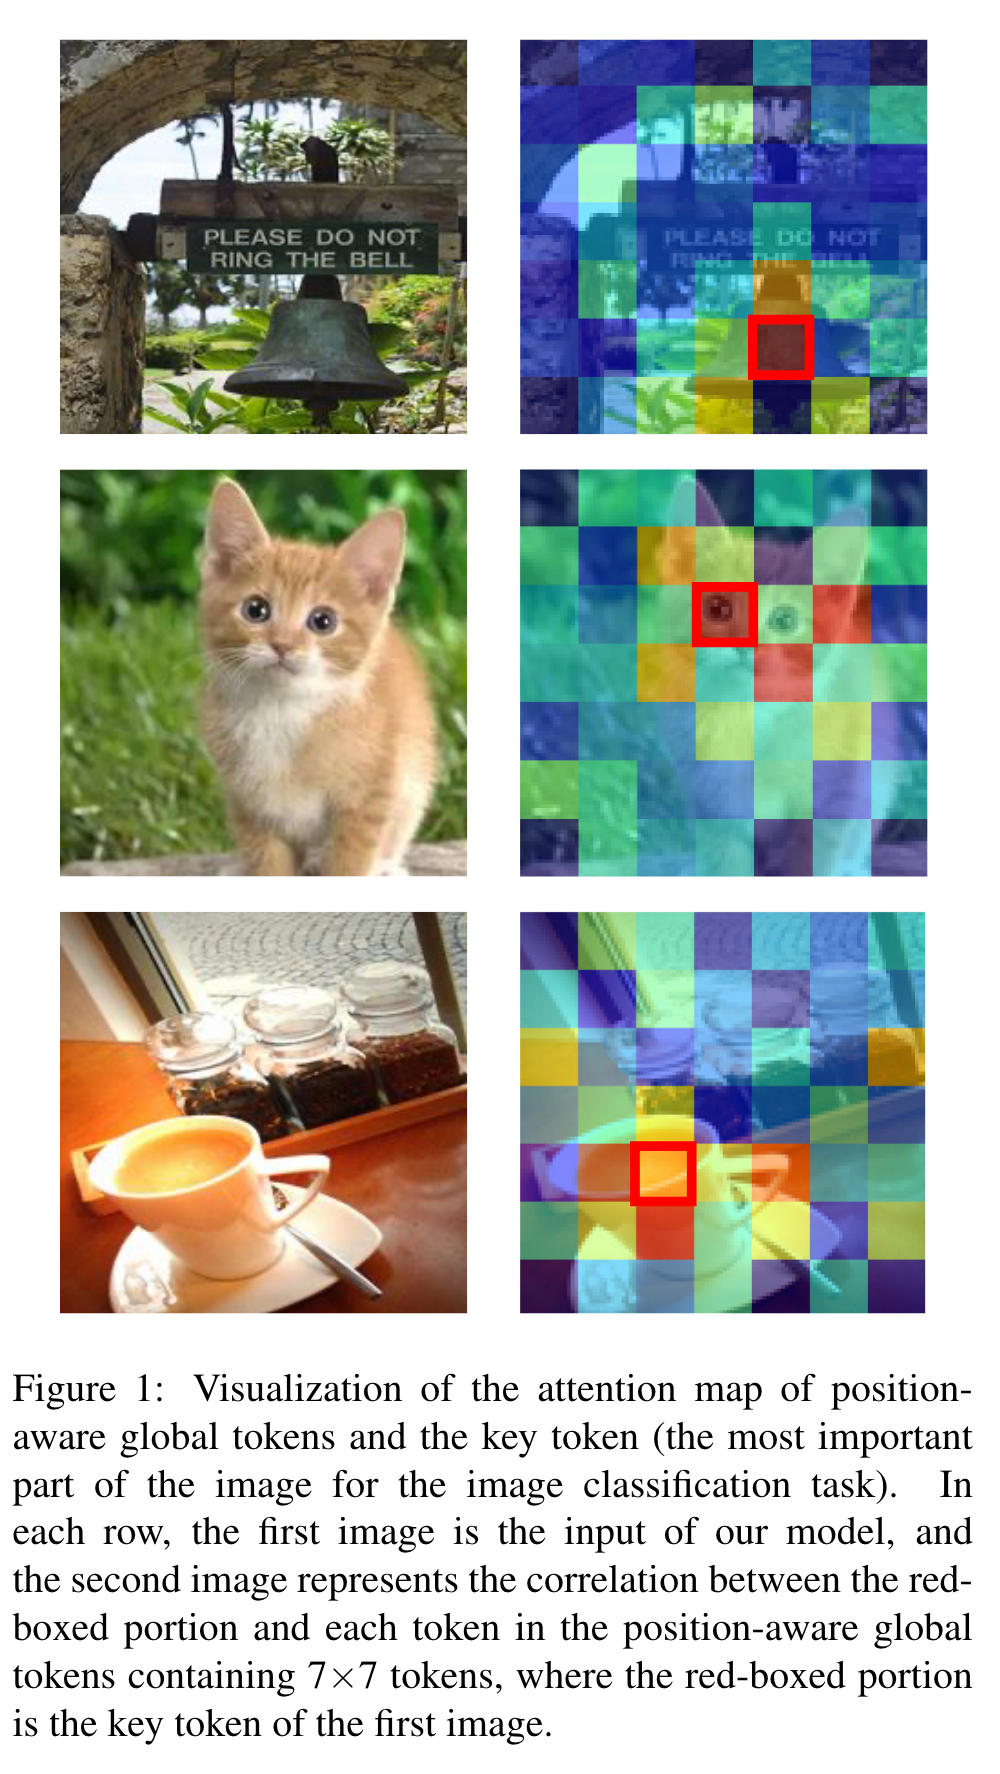 PLEASE DO NOT
RING THE BELL
PLEASE DO NOT
RING THE BELL
Figure 1: Visualization of the attention map of position-
aware global tokens and the key token (the most important
part of the image for the image classification task). In
each row, the first image is the input of our model, and
the second image represents the correlation between the red-
boxed portion and each token in the position-aware global
tokens containing 7×7 tokens, where the red-boxed portion
is the key token of the first image.